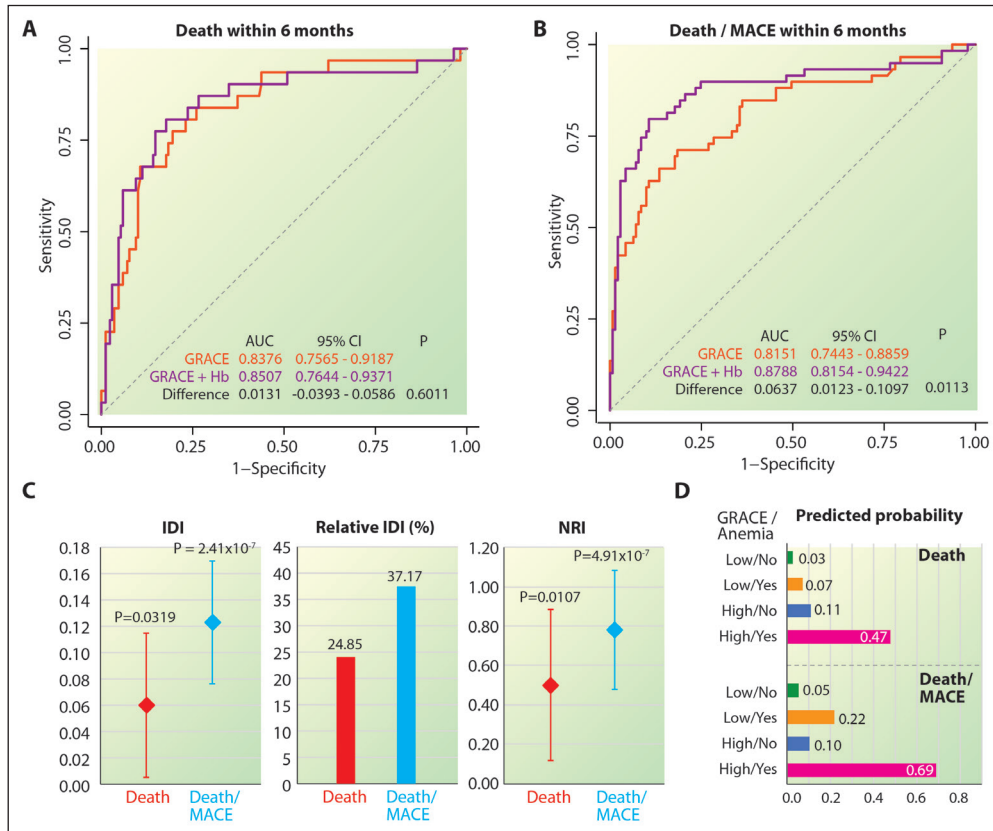 A
Death within 6 months
1.00
0.75
0.50
0.25
0.00
Sensitivity
AUC 95% CI P
GRACE 0.8376 0.7565 - 0.9187
GRACE + Hb 0.8507 0.7644 - 0.9371
Difference 0.0131 -0.0393 - 0.0586 0.6011
0.00 0.25 0.50 0.75 1.00
1–Specificity
B
Death / MACE within 6 months
1.00
0.75
0.50
0.25
0.00
Sensitivity
AUC 95% CI P
GRACE 0.8151 0.7443 - 0.8859
GRACE + Hb 0.8788 0.8154 - 0.9422
Difference 0.0637 0.0123 - 0.1097 0.0113
0.00 0.25 0.50 0.75 1.00
1–Specificity
C
IDI
0.18
0.16
0.14
0.12
0.10
0.08
0.06
0.04
0.02
0.00
P = 2.41x10-7
P=0.0319
Death Death/
MACE
Relative IDI (%)
45
40
35
30
25
20
15
10
5
0
37.17
24.85
Death Death/
MACE
NRI
1.20
1.00
0.80
0.60
0.40
0.20
0.00
P=4.91x10-7
P=0.0107
Death Death/
MACE
D
GRACE /
Anemia
Predicted probability
Death
Low/No 0.03
Low/Yes 0.07
High/No 0.11
High/Yes 0.47
Death/
MACE
Low/No 0.05
Low/Yes 0.22
High/No 0.10
High/Yes 0.69
0.0 0.2 0.4 0.6 0.8